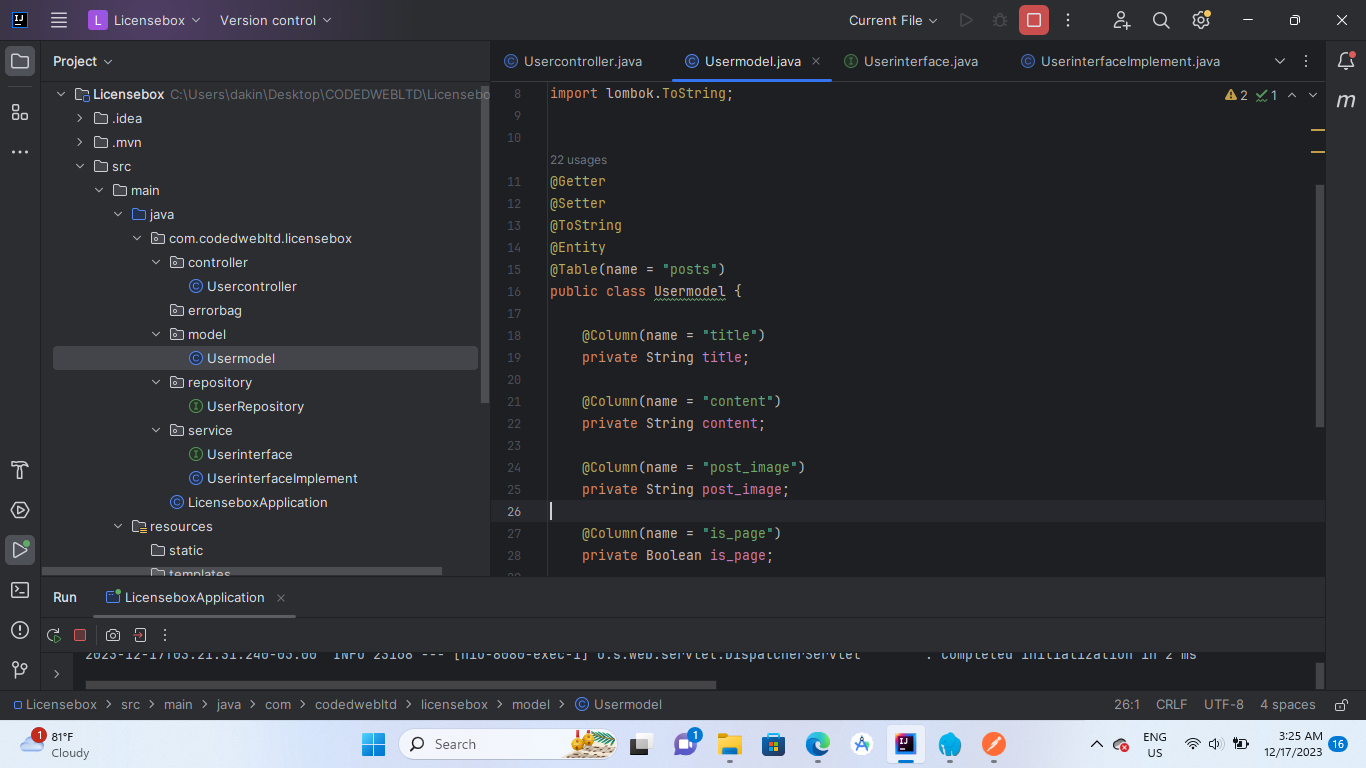 Licensebox
Version control
Current File
Project
Usercontroller.java
Usermodel.java
Userinterface.java
UserinterfaceImplement.java
Licensebox C:\Users\dakin\Desktop\CODEDWEBLTD\Licensebo
.idea
.mvn
src
main
java
com.codedwebltd.licensebox
controller
Usercontroller
errorbag
model
Usermodel
repository
UserRepository
service
Userinterface
UserinterfaceImplement
LicenseboxApplication
resources
static
templates
8 import lombok.ToString;
2 1
9
10
22 usages
11 @Getter
12 @Setter
13 @ToString
14 @Entity
15 @Table(name = "posts")
16 public class Usermodel {
17
18 @Column(name = "title")
19 private String title;
20
21 @Column(name = "content")
22 private String content;
23
24 @Column(name = "post_image")
25 private String post_image;
26
27 @Column(name = "is_page")
28 private Boolean is_page;
Run
LicenseboxApplication
2023-12-17T03:21:31.240-05:00 INFO 23188 --- [nio-8080-exec-1] o.s.web.servlet.DispatcherServlet : Completed initialization in 2 ms
Licensebox > src > main > java > com > codedwebltd > licensebox > model > Usermodel
26:1 CRLF UTF-8 4 spaces
1
81°F
Cloudy
Search
1
ENG
US
3:25 AM
12/17/2023
16